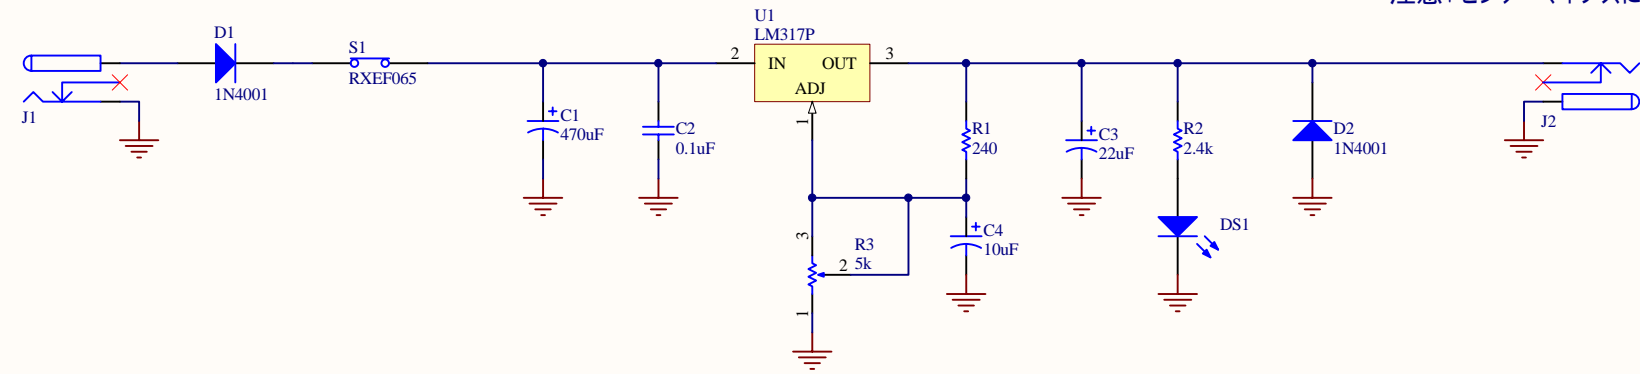 U1
LM317P
D1
1N4001
S1
RXEF065
2
IN
OUT
3
ADJ
1
J1
J2
+
C1
470uF
C2
0.1uF
R1
240
+
C3
22uF
R2
2.4k
D2
1N4001
3
R3
5k
2
1
+
C4
10uF
DS1